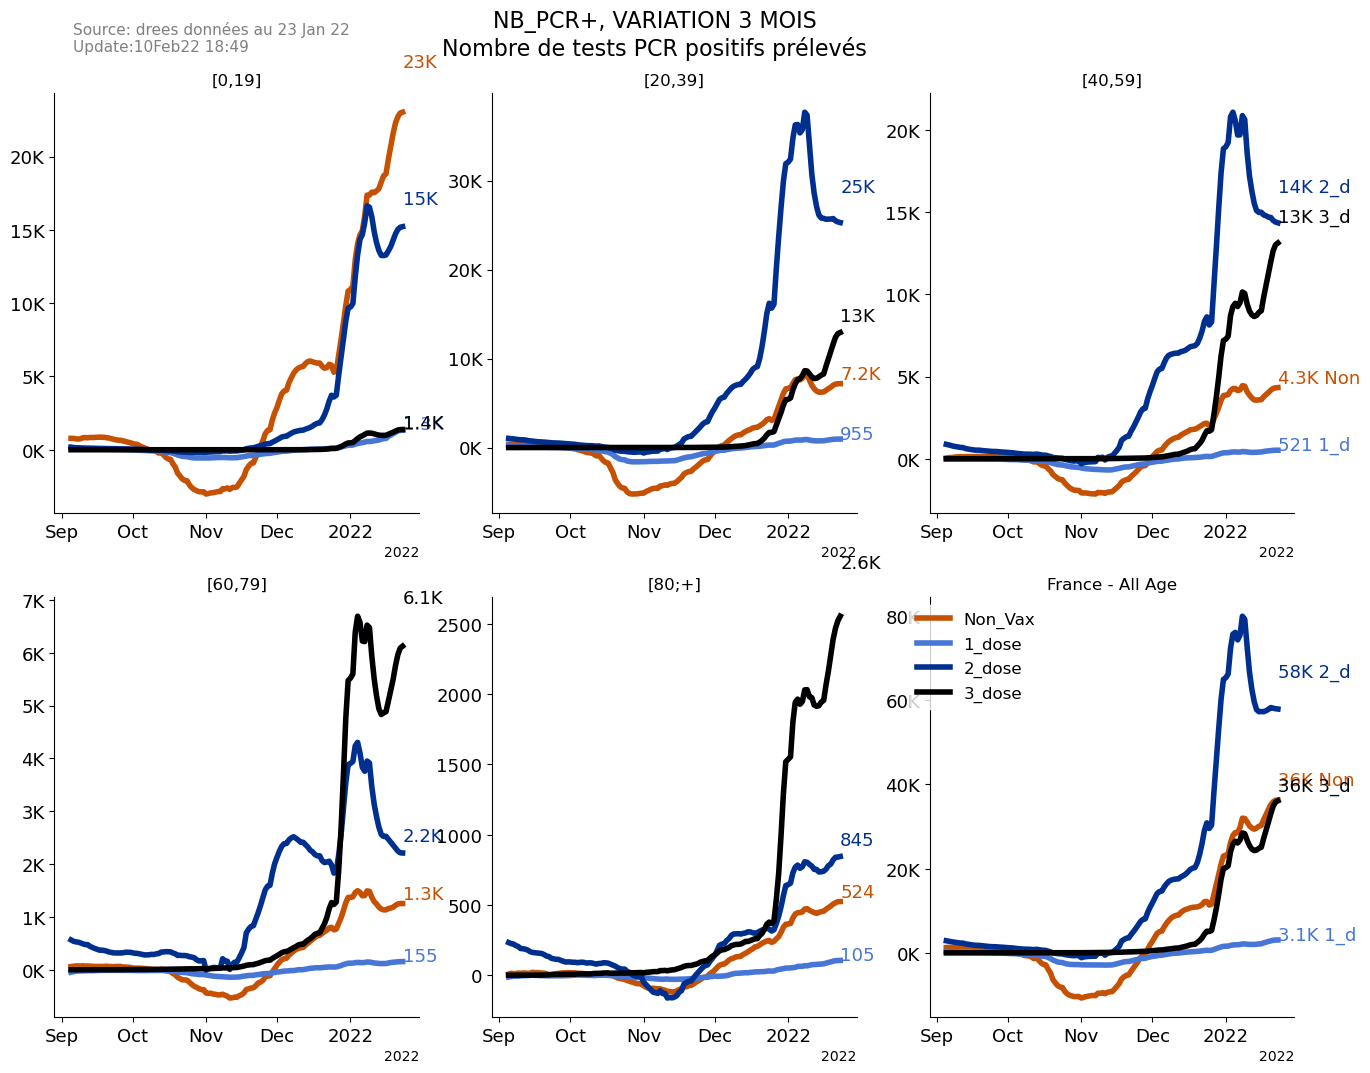 NB_PCR+, VARIATION 3 MOIS
Nombre de tests PCR positifs prélevés
Source: drees données au 23 Jan 22
Update:10Feb22 18:49
[0,19]
23K
20K
15K
15K
10K
5K
1.4K
0K
Sep Oct Nov Dec 2022
2022
[20,39]
30K
25K
20K
13K
10K
7.2K
955
0K
Sep Oct Nov Dec 2022
2022
[40,59]
20K
15K
14K 2_d
13K 3_d
10K
5K
4.3K Non
521 1_d
0K
Sep Oct Nov Dec 2022
2022
[60,79]
7K
6.1K
6K
5K
4K
3K
2.2K
2K
1.3K
1K
155
0K
Sep Oct Nov Dec 2022
2022
[80;+]
2.6K
2500
2000
1500
1000
845
524
500
105
0
Sep Oct Nov Dec 2022
2022
France - All Age
Non_Vax
1_dose
2_dose
3_dose
80K
58K 2_d
60K
36K Non
36K 3_d
40K
20K
3.1K 1_d
0K
Sep Oct Nov Dec 2022
2022